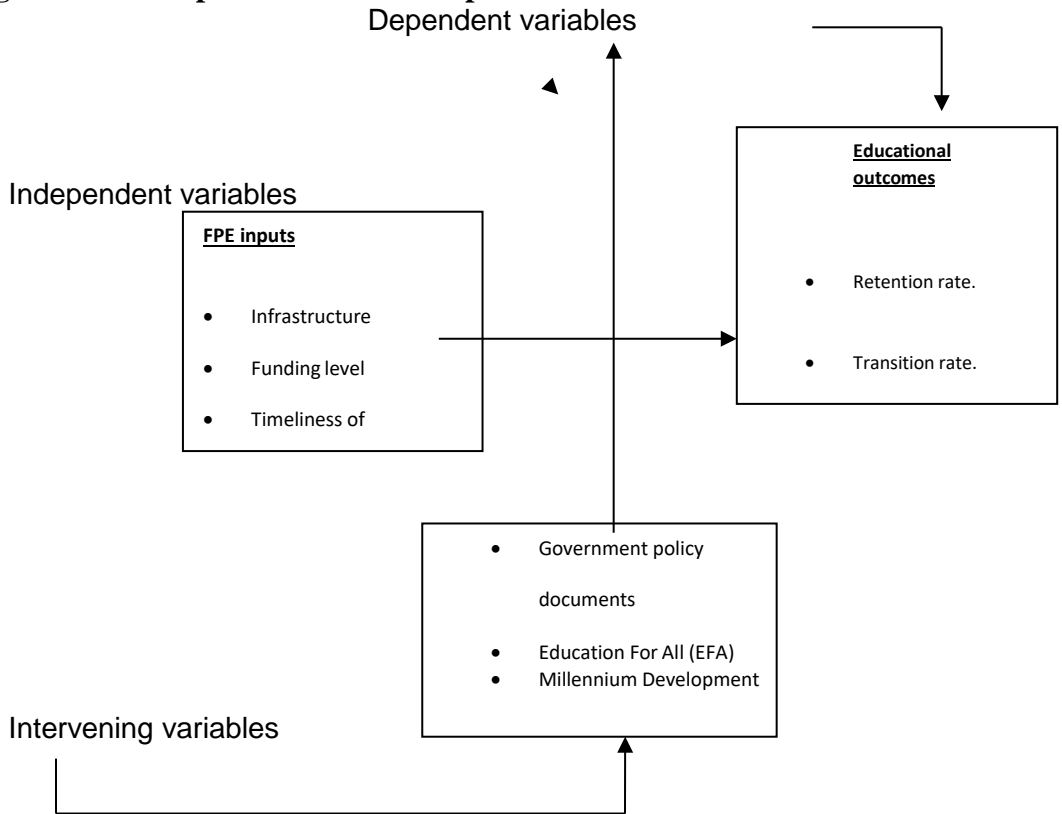 Dependent variables
Educational
outcomes
Independent variables
FPE inputs
• Retention rate.
• Infrastructure
• Transition rate.
• Funding level
• Timeliness of
• Government policy
documents
• Education For All (EFA)
• Millennium Development
Intervening variables